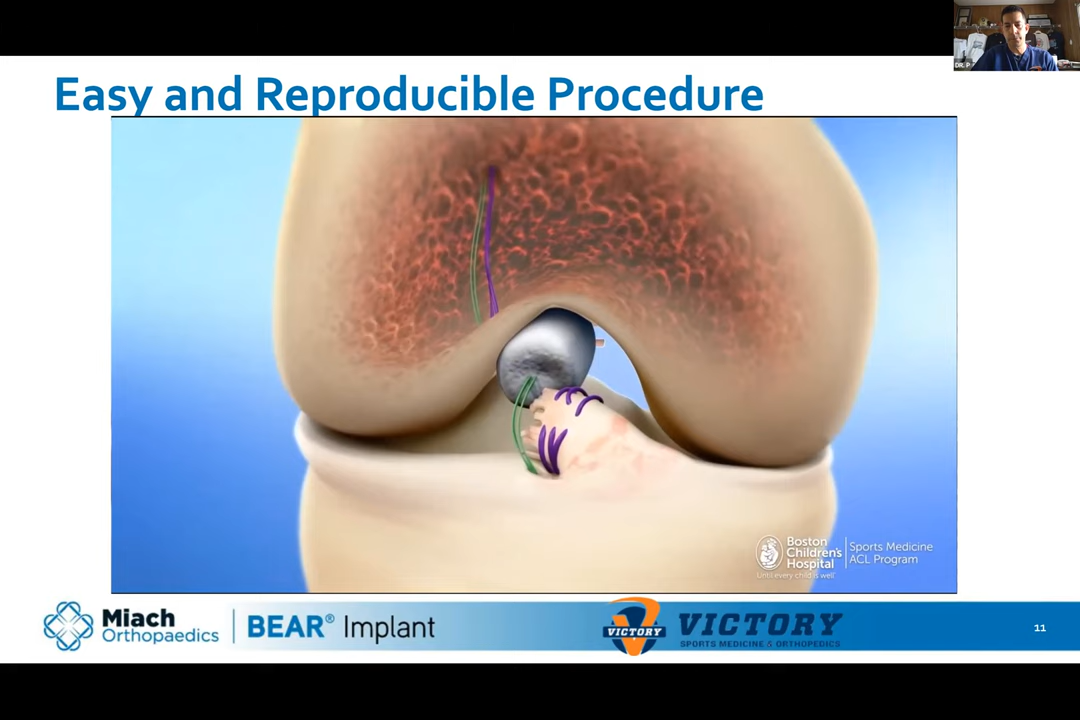 DR. P
Easy and Reproducible Procedure
Boston
Children's
Hospital
Until every child is well
Sports Medicine
ACL Program
Miach
Orthopaedics
BEAR® Implant
VICTORY
VICTORY
SPORTS MEDICINE & ORTHOPEDICS
11